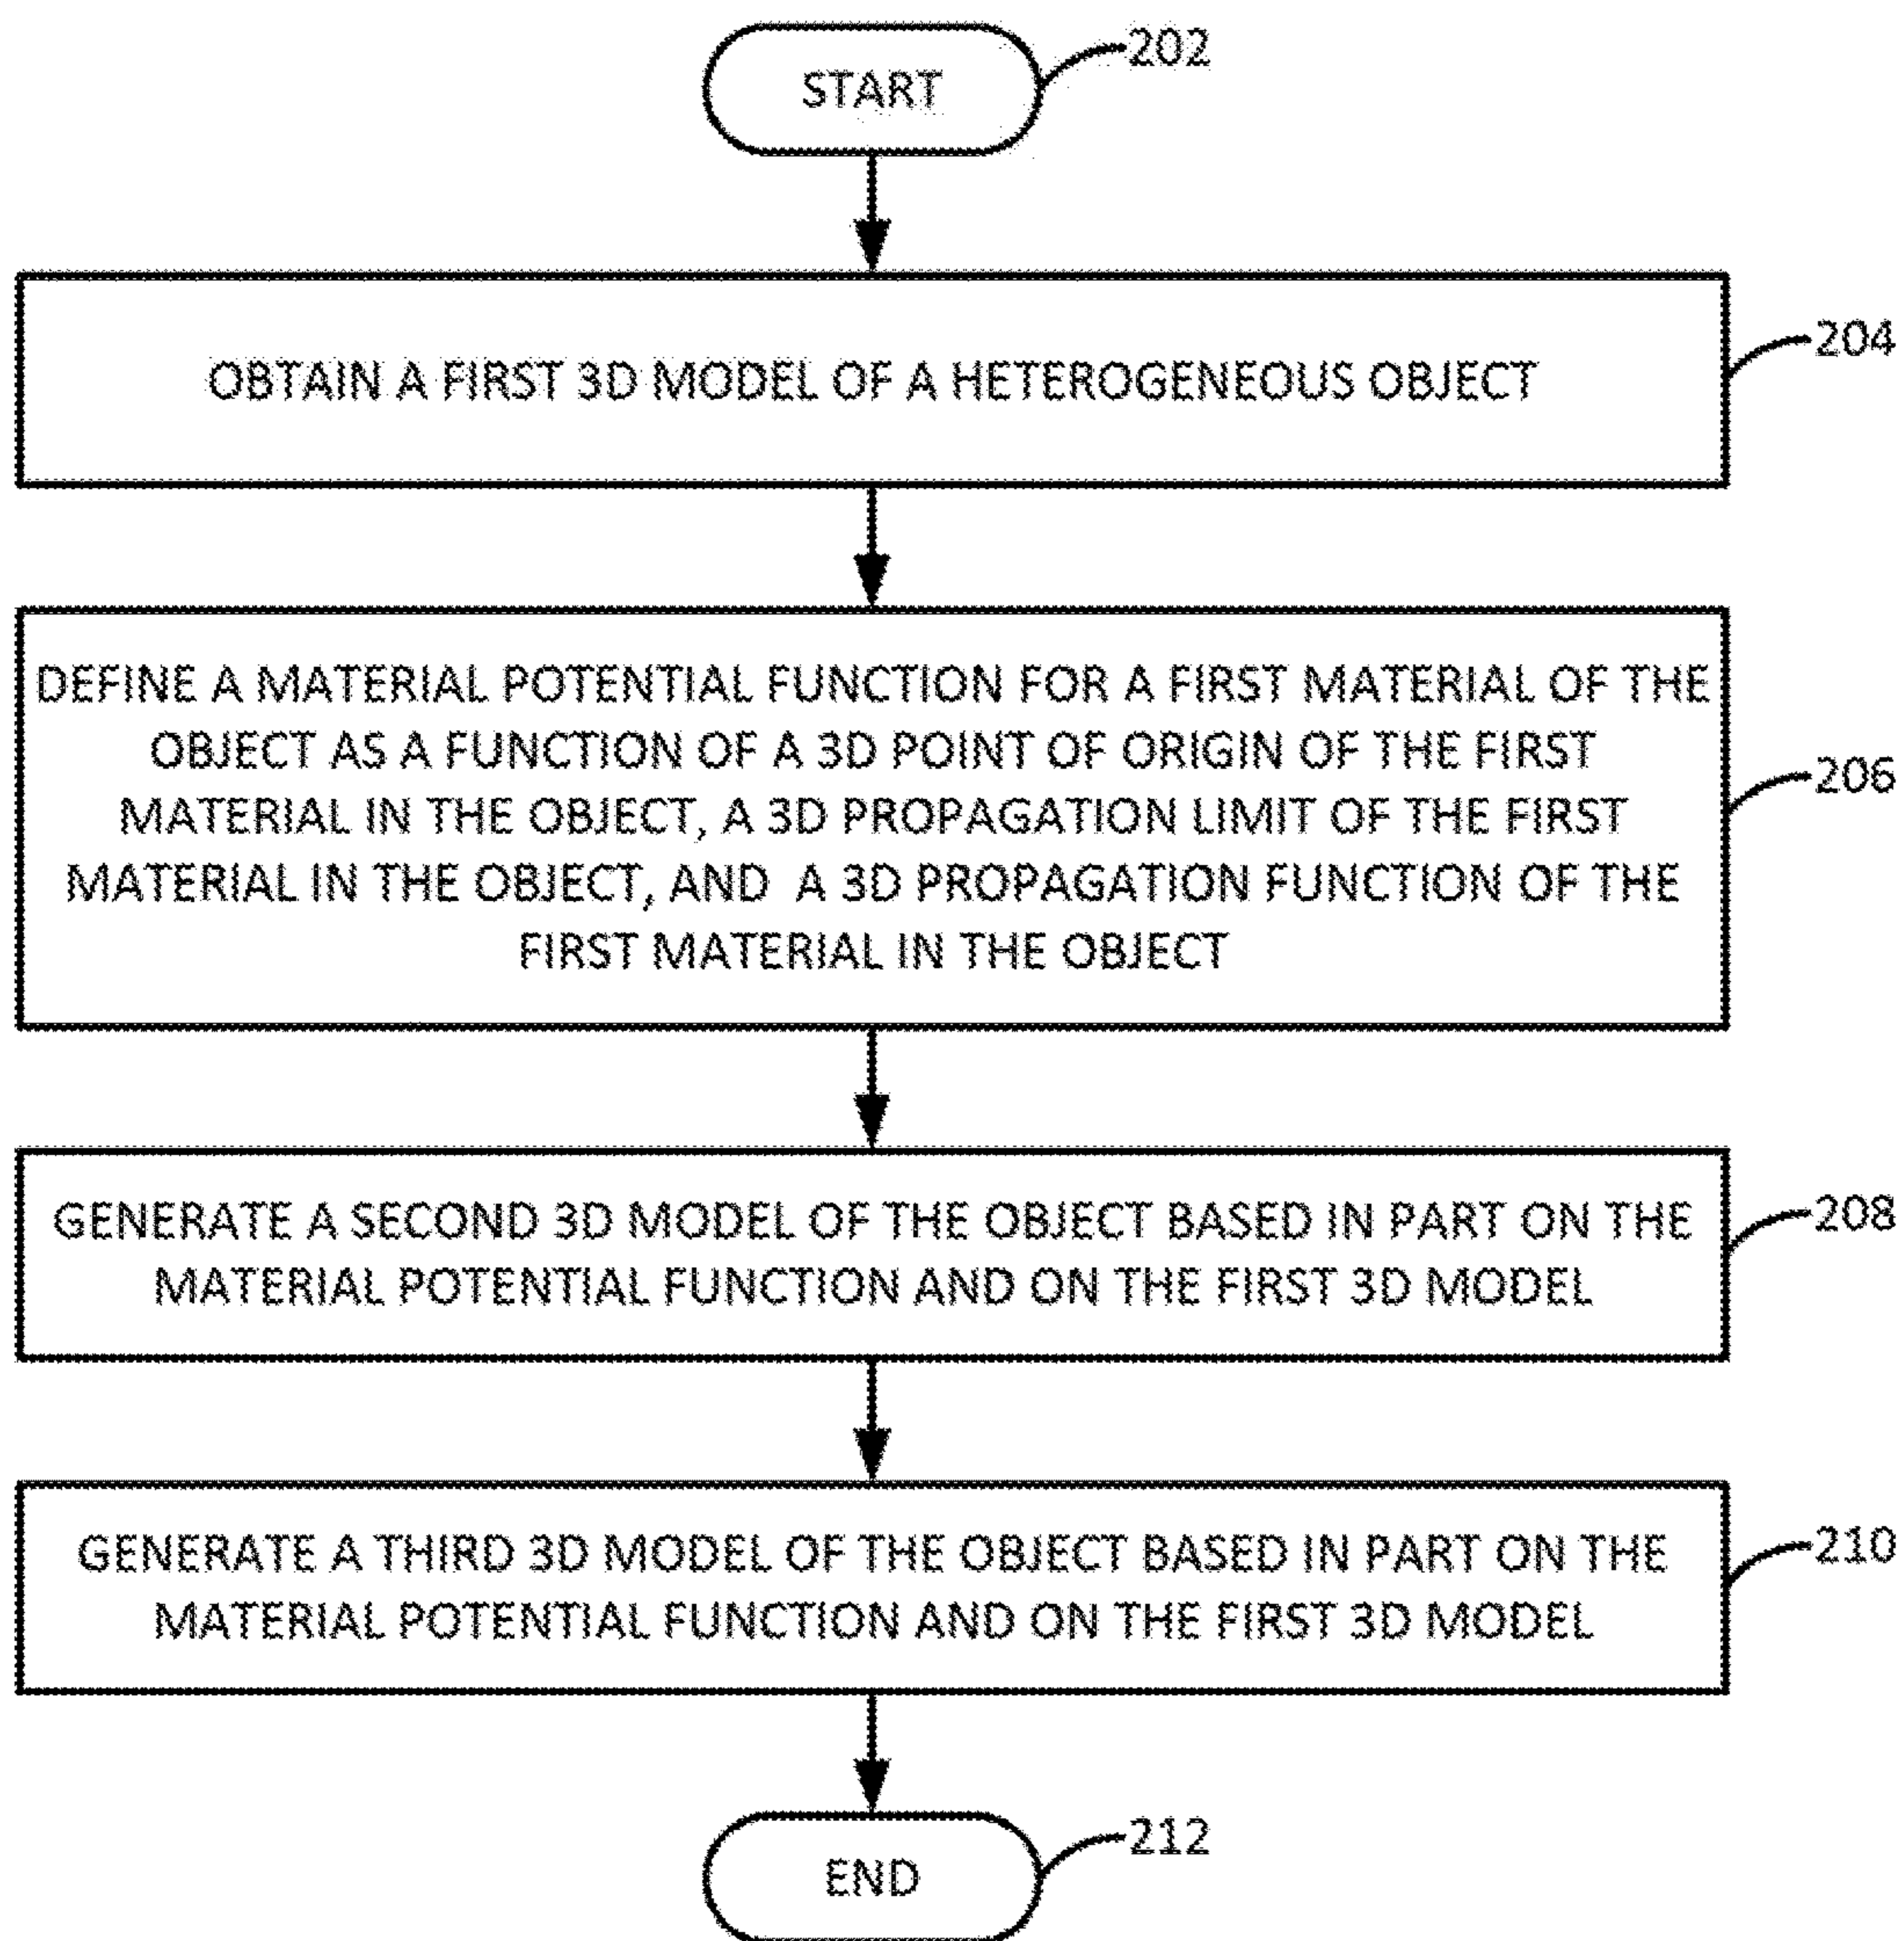 START
202
OBTAIN A FIRST 3D MODEL OF A HETEROGENEOUS OBJECT
204
DEFINE A MATERIAL POTENTIAL FUNCTION FOR A FIRST MATERIAL OF THE
OBJECT AS A FUNCTION OF A 3D POINT OF ORIGIN OF THE FIRST
MATERIAL IN THE OBJECT, A 3D PROPAGATION LIMIT OF THE FIRST
MATERIAL IN THE OBJECT, AND A 3D PROPAGATION FUNCTION OF THE
FIRST MATERIAL IN THE OBJECT
206
GENERATE A SECOND 3D MODEL OF THE OBJECT BASED IN PART ON THE
MATERIAL POTENTIAL FUNCTION AND ON THE FIRST 3D MODEL
208
GENERATE A THIRD 3D MODEL OF THE OBJECT BASED IN PART ON THE
MATERIAL POTENTIAL FUNCTION AND ON THE FIRST 3D MODEL
210
END
212